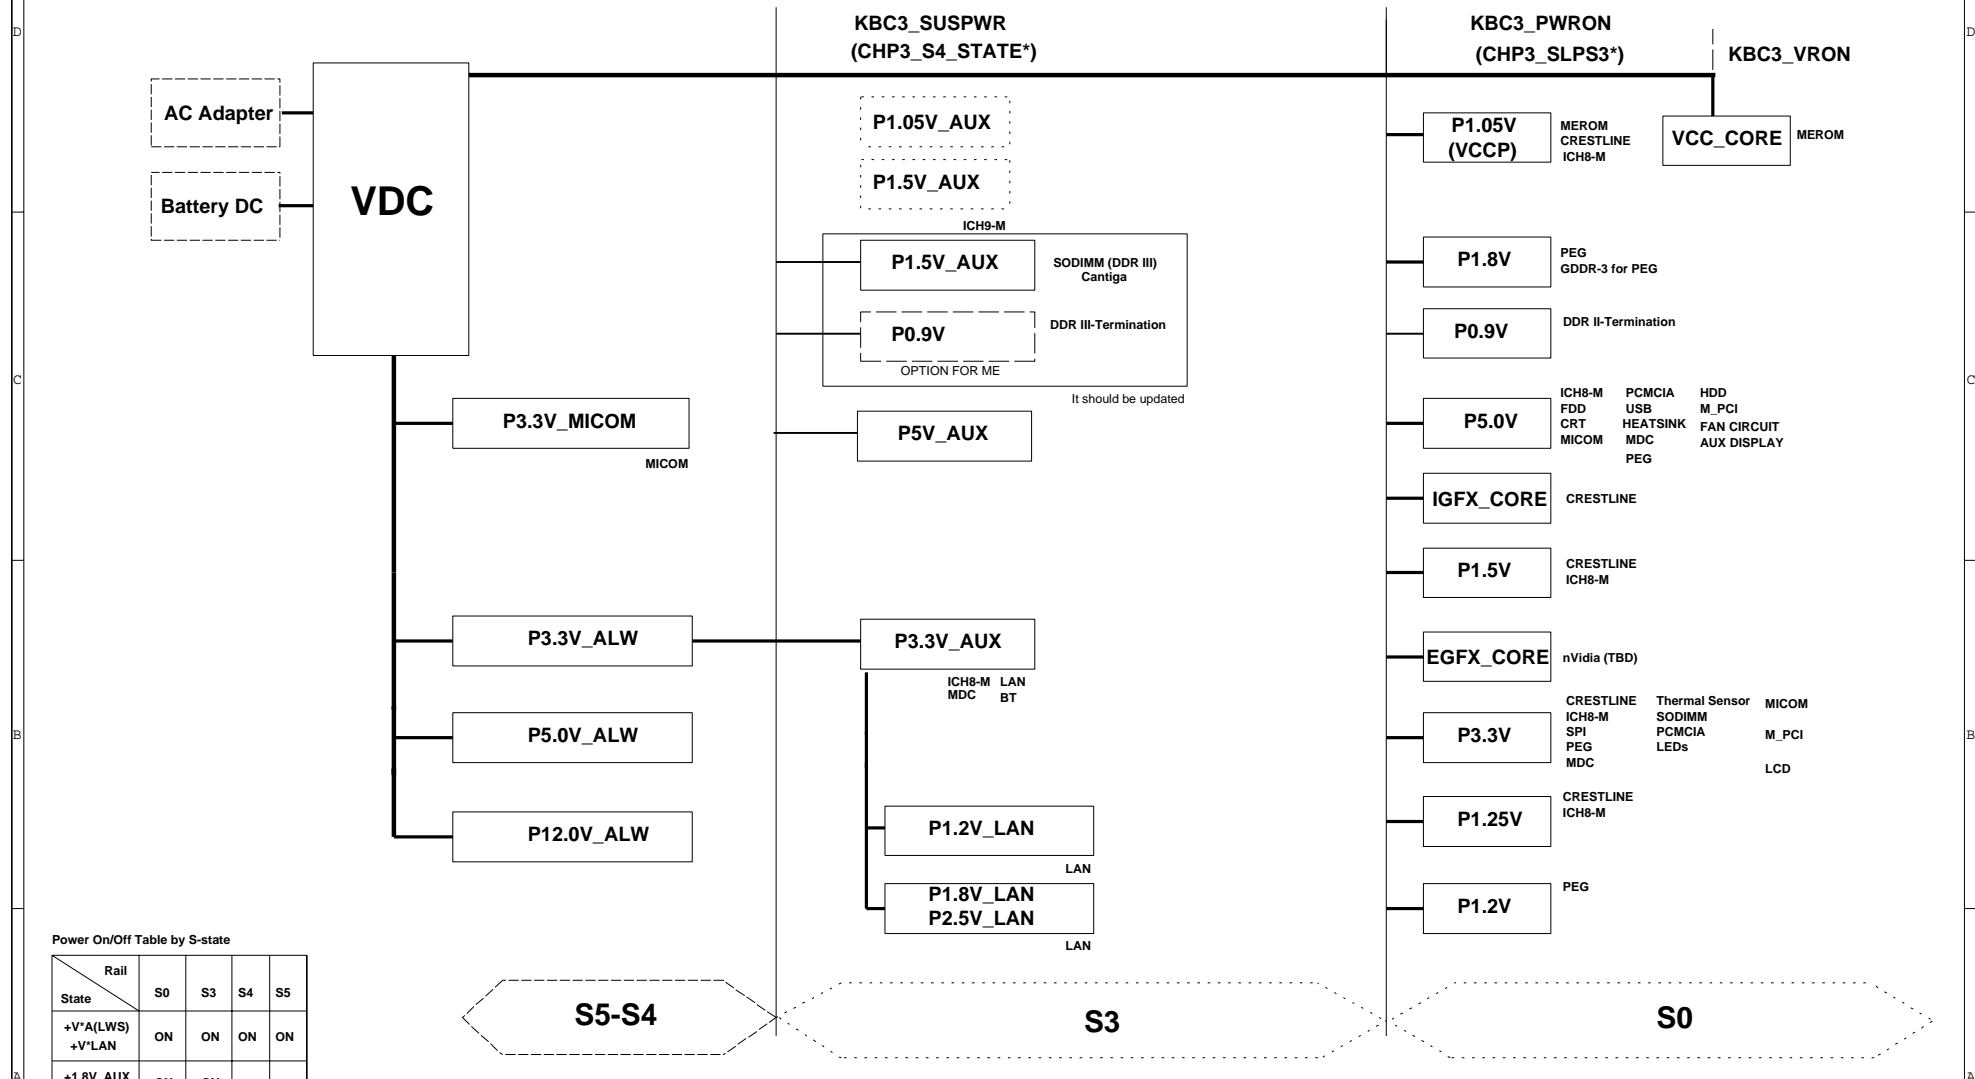 D
D
KBC3_SUSPWR
(CHP3_S4_STATE*)
KBC3_PWRON
(CHP3_SLPS3*)
KBC3_VRON
AC Adapter
Battery DC
VDC
P1.05V_AUX
P1.5V_AUX
ICH9-M
P1.5V_AUX
SODIMM (DDR III)
Cantiga
P0.9V
DDR III-Termination
OPTION FOR ME
It should be updated
P5V_AUX
P1.05V
(VCCP)
MEROM
CRESTLINE
ICH8-M
VCC_CORE
MEROM
P1.8V
PEG
GDDR-3 for PEG
P0.9V
DDR II-Termination
C
C
P3.3V_MICOM
MICOM
P5.0V
ICH8-M PCMCIA HDD
FDD USB M_PCI
CRT HEATSINK FAN CIRCUIT
MICOM MDC AUX DISPLAY
PEG
IGFX_CORE
CRESTLINE
P1.5V
CRESTLINE
ICH8-M
P3.3V_ALW
P3.3V_AUX
ICH8-M LAN
MDC BT
EGFX_CORE
nVidia (TBD)
P5.0V_ALW
P3.3V
CRESTLINE Thermal Sensor MICOM
ICH8-M SODIMM
SPI PCMCIA M_PCI
PEG LEDs
MDC LCD
B
B
P12.0V_ALW
P1.2V_LAN
LAN
P1.25V
CRESTLINE
ICH8-M
P1.8V_LAN
P2.5V_LAN
LAN
P1.2V
PEG
Power On/Off Table by S-state
Rail
State S0 S3 S4 S5
+V*A(LWS)
+V*LAN
ON ON ON ON
+1.8V_AUX
ON ON
S5-S4
S3
S0
A
A